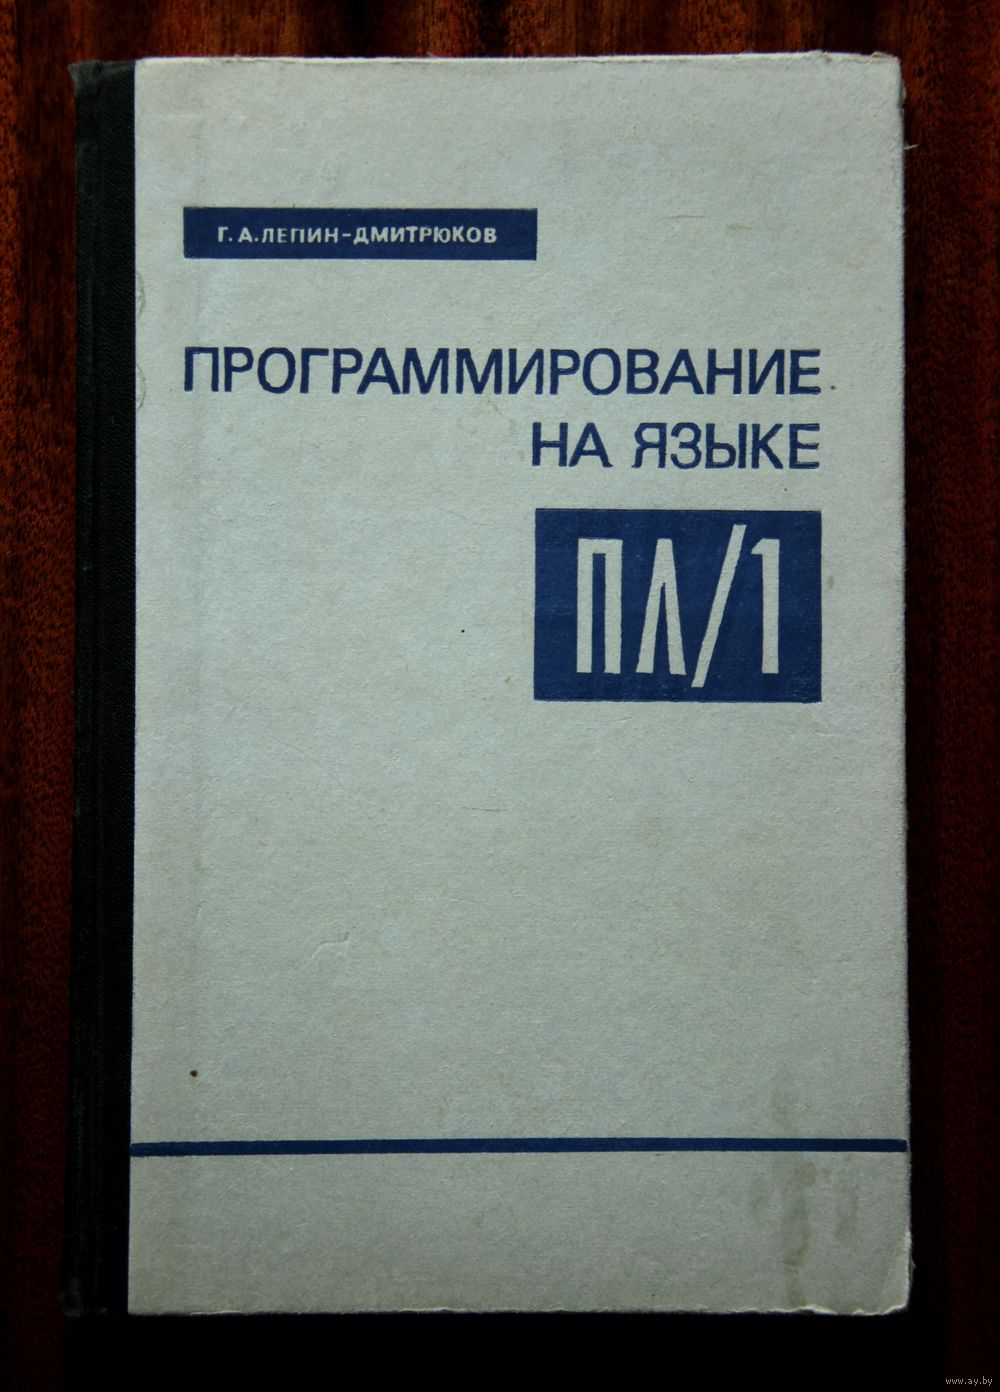 Г. А. ЛЕПИН-ДМИТРЮКОВ
ПРОГРАММИРОВАНИЕ
НА ЯЗЫКЕ
ПЛ/1
www.ay.by